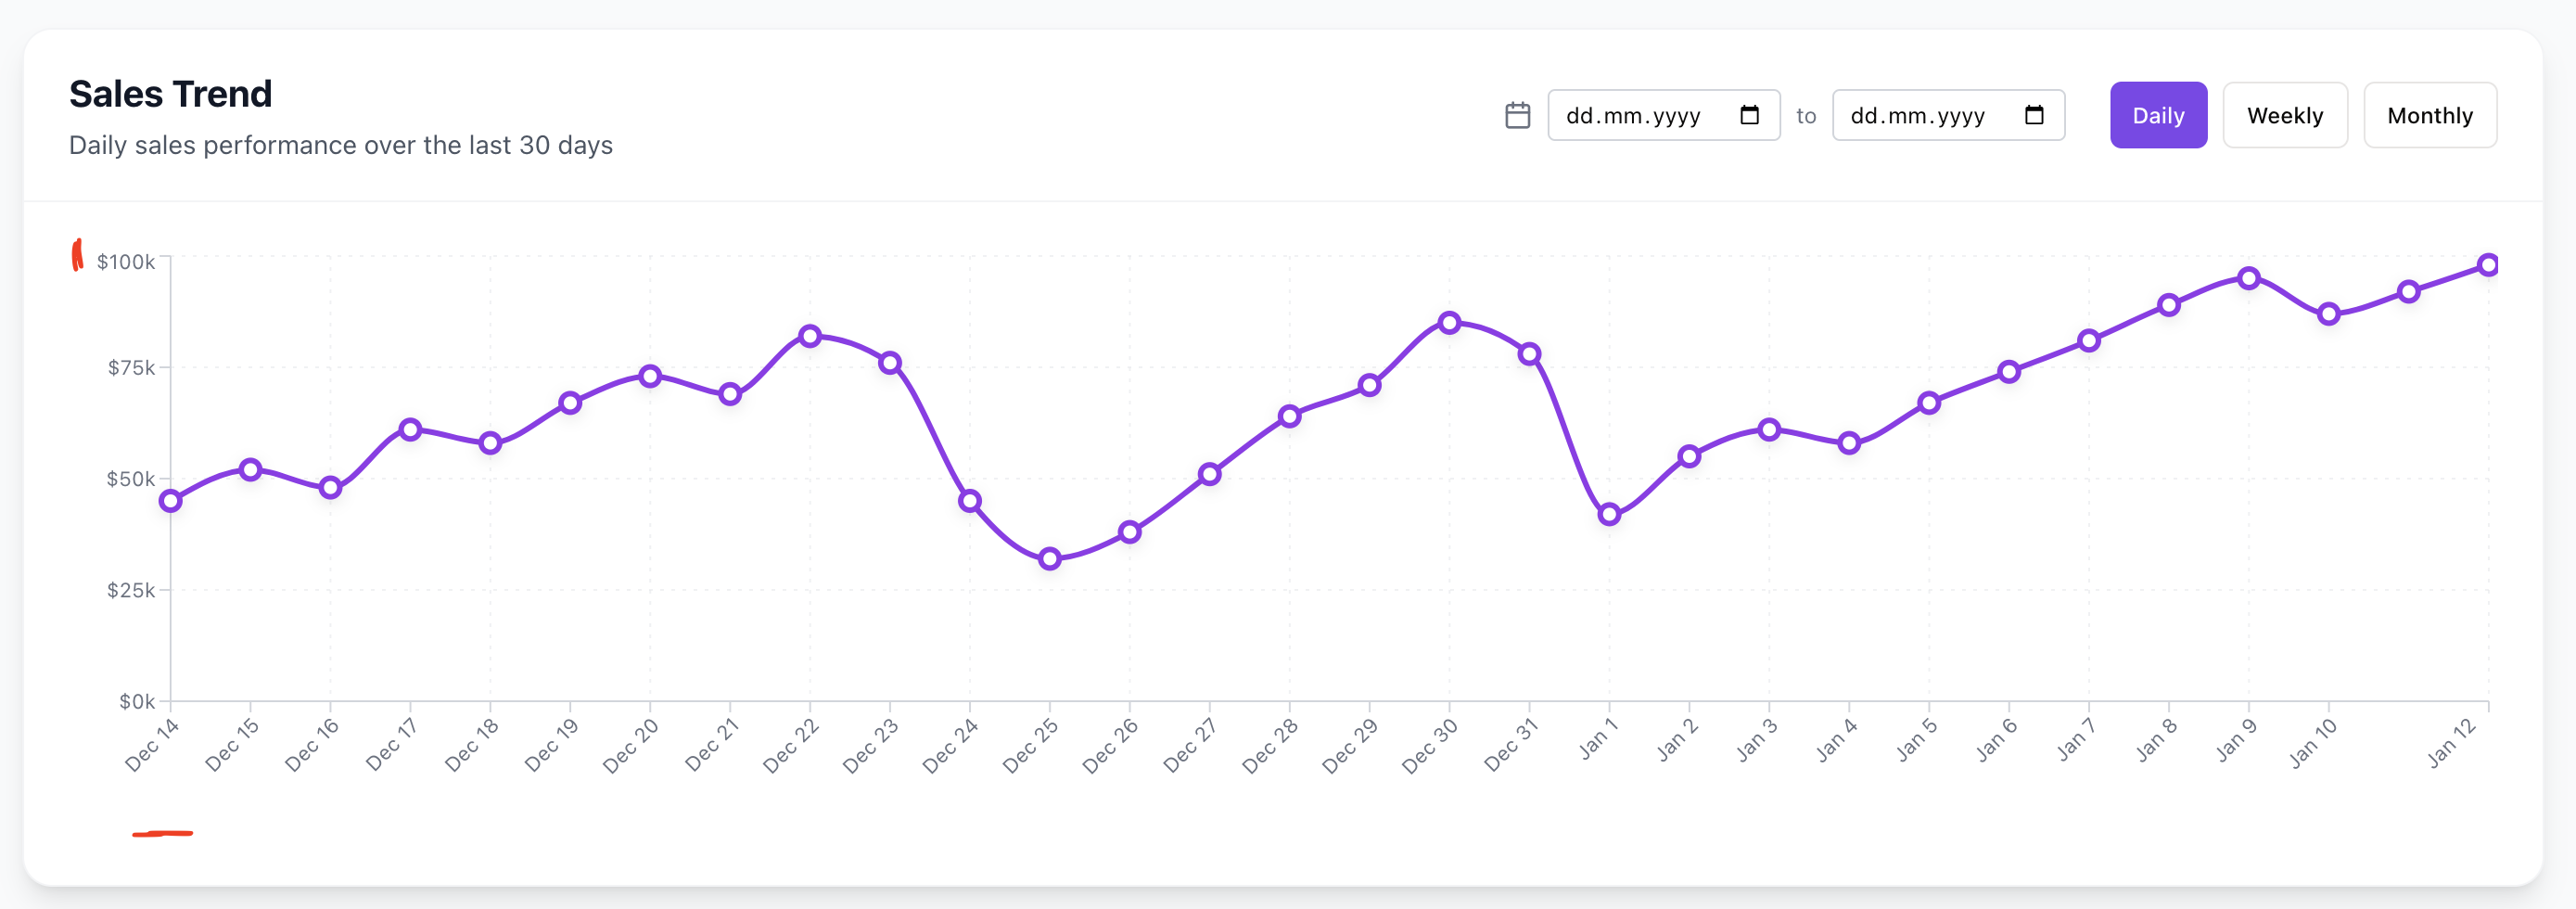 Sales Trend
Daily sales performance over the last 30 days
dd.mm.yyyy to dd.mm.yyyy Daily Weekly Monthly
$100k
$75k
$50k
$25k
$0k
Dec 14 Dec 15 Dec 16 Dec 17 Dec 18 Dec 19 Dec 20 Dec 21 Dec 22 Dec 23 Dec 24 Dec 25 Dec 26 Dec 27 Dec 28 Dec 29 Dec 30 Dec 31 Jan 1 Jan 2 Jan 3 Jan 4 Jan 5 Jan 6 Jan 7 Jan 8 Jan 9 Jan 10 Jan 12